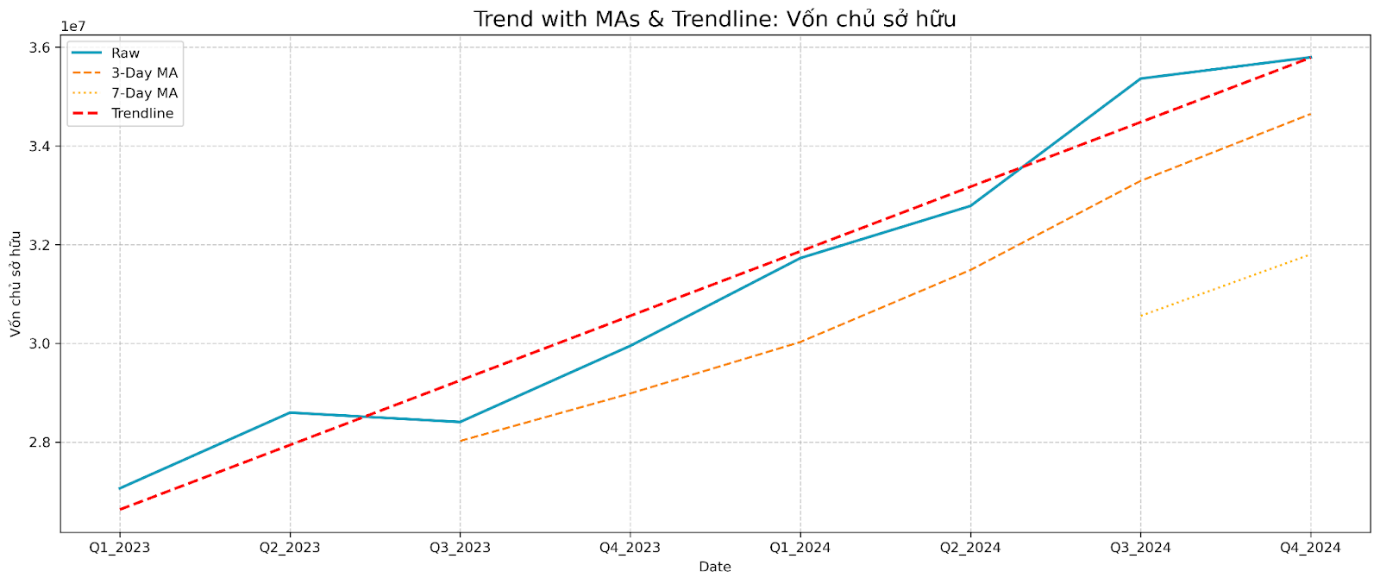 Trend with MAs & Trendline: Vốn chủ sở hữu
1e7
Raw
3-Day MA
7-Day MA
Trendline
3.6
3.4
3.2
3.0
2.8
Vốn chủ sở hữu
Q1_2023 Q2_2023 Q3_2023 Q4_2023 Q1_2024 Q2_2024 Q3_2024 Q4_2024
Date